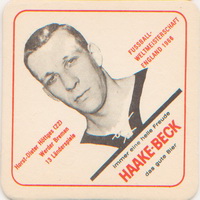 FUSSBALL-
WELTMEISTERSCHAFT
ENGLAND 1966
Horst-Dieter Höttges (22)
Werder Bremen
13 Länderspiele
immer eine helle Freude
HAAKE-BECK
das gute Bier